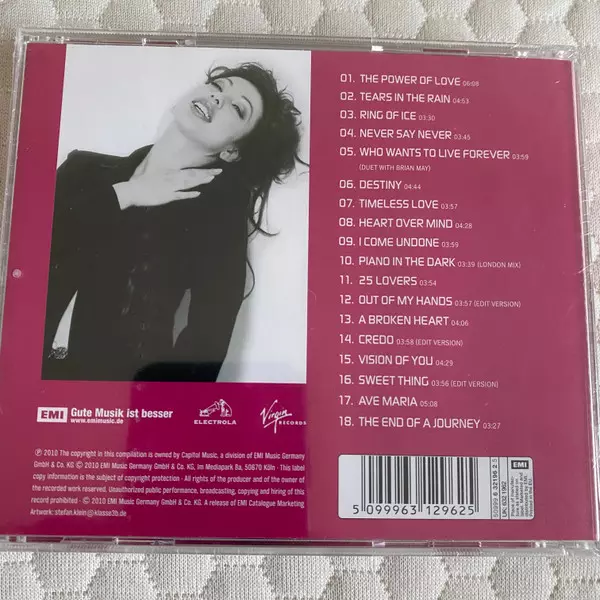 01. THE POWER OF LOVE 06:08
02. TEARS IN THE RAIN 04:53
03. RING OF ICE 03:30
04. NEVER SAY NEVER 03:45
05. WHO WANTS TO LIVE FOREVER 03:59
(DUET WITH BRIAN MAY)
06. DESTINY 04:44
07. TIMELESS LOVE 03:57
08. HEART OVER MIND 04:28
09. I COME UNDONE 03:59
10. PIANO IN THE DARK 03:39 (LONDON MIX)
11. 25 LOVERS 03:54
12. OUT OF MY HANDS 03:57 (EDIT VERSION)
13. A BROKEN HEART 04:06
14. CREDO 03:58 (EDIT VERSION)
15. VISION OF YOU 04:29
16. SWEET THING 03:56 (EDIT VERSION)
17. AVE MARIA 05:08
18. THE END OF A JOURNEY 03:27
EMI Gute Musik ist besser
www.emimusic.de
ELECTROLA
Virgin
RECORDS
℗ 2010 The copyright in this compilation is owned by Capitol Music, a division of EMI Music Germany
GmbH & Co. KG © 2010 EMI Music Germany GmbH & Co. KG, Im Mediapark 8a, 50670 Köln · This label
copy information is the subject of copyright protection · All rights of the producer and of the owner of
the recorded work reserved. Unauthorized public performance, broadcasting, copying and hiring of this
record prohibited · © 2010 EMI Music Germany GmbH & Co. KG. A release of EMI Catalogue Marketing
Artwork: stefan.klein@klasse3b.de
5 099963 129625
50999 6 31296 2 5
EMI